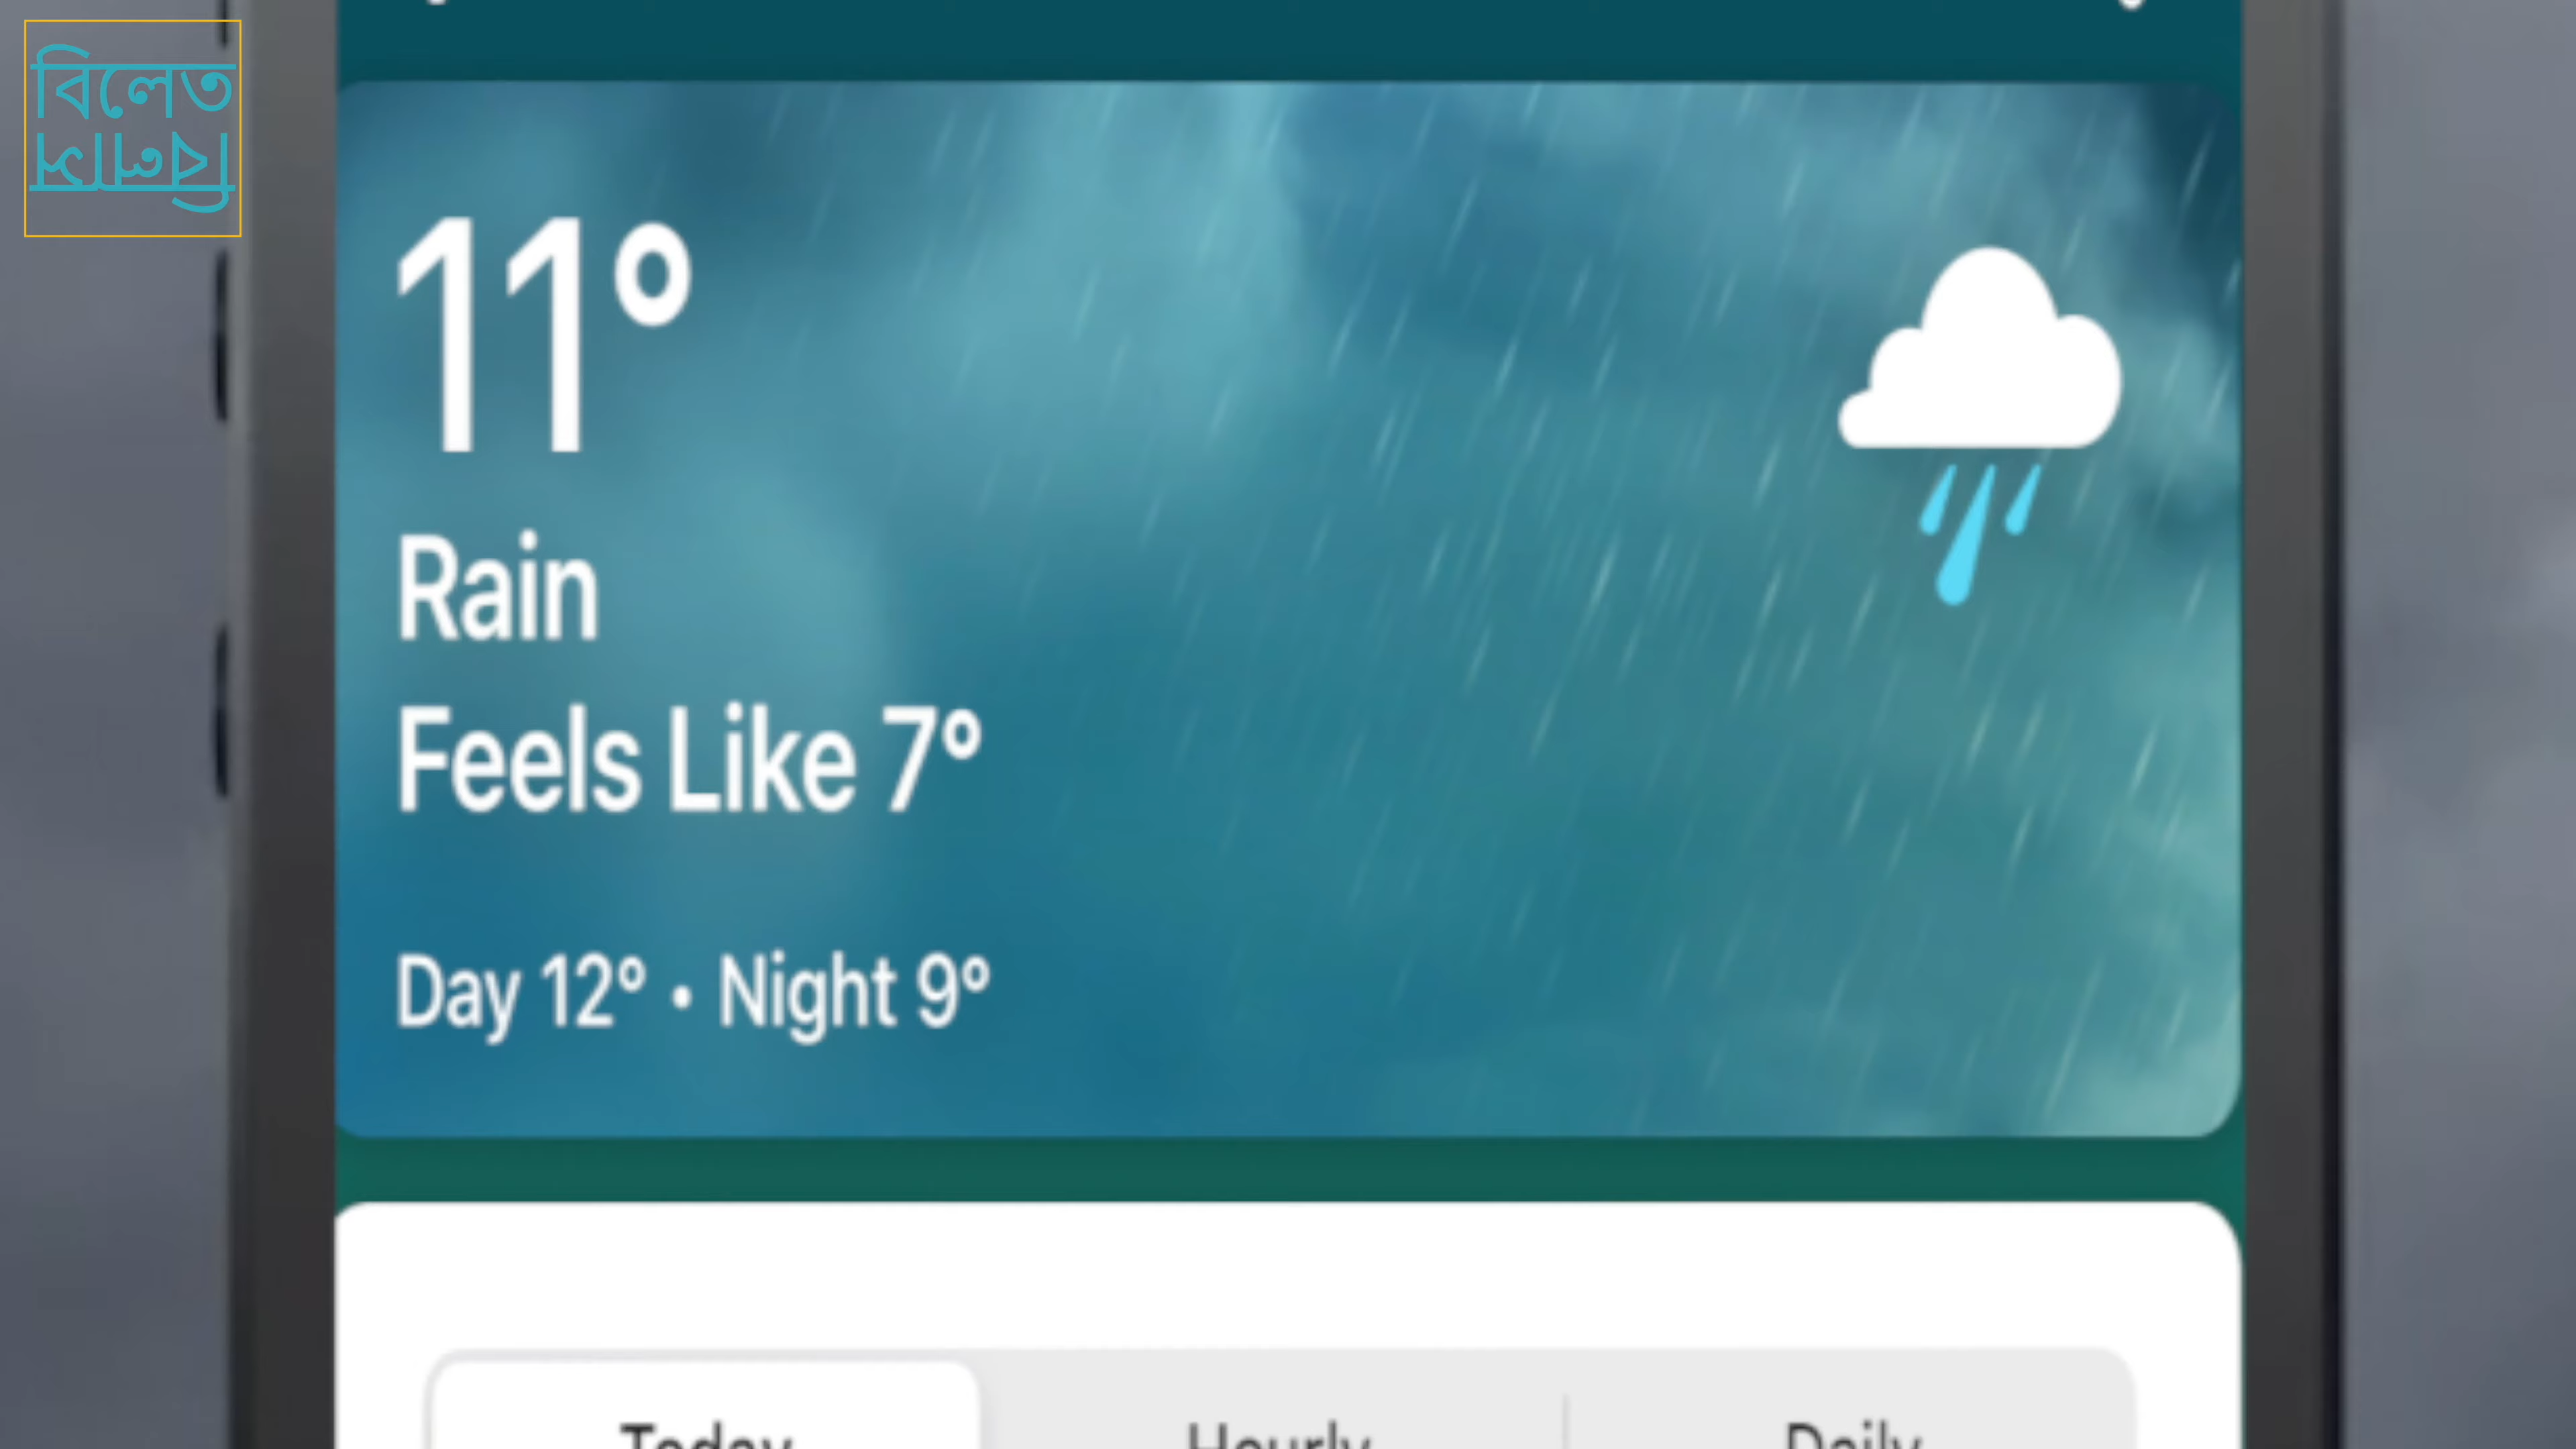 বিলেত
11°
Rain
Feels Like 7°
Day 12° • Night 9°
Today Hourly Daily